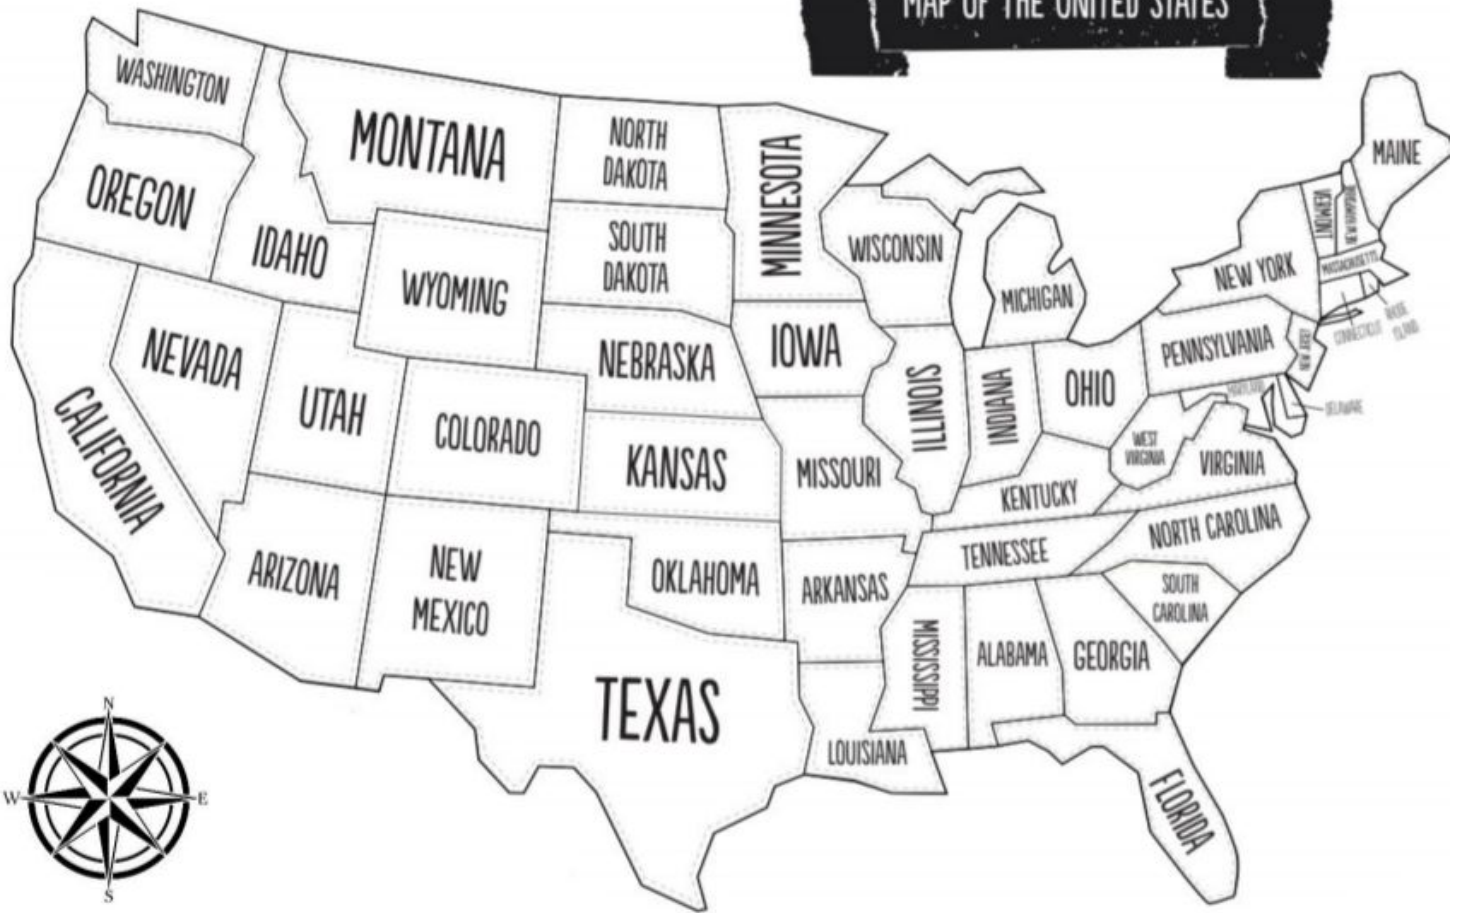 MAP OF THE UNITED STATES
WASHINGTON
MONTANA
NORTH
DAKOTA
MINNESOTA
MAINE
OREGON
IDAHO
WYOMING
SOUTH
DAKOTA
WISCONSIN
MICHIGAN
NEW YORK
VERMONT
NEW HAMPSHIRE
MASSACHUSETTS
CONNECTICUT
RHODE
ISLAND
NEVADA
UTAH
COLORADO
NEBRASKA
IOWA
ILLINOIS
INDIANA
OHIO
PENNSYLVANIA
NEW JERSEY
MARYLAND
DELAWARE
CALIFORNIA
KANSAS
MISSOURI
KENTUCKY
WEST
VIRGINIA
VIRGINIA
ARIZONA
NEW
MEXICO
OKLAHOMA
ARKANSAS
TENNESSEE
NORTH CAROLINA
SOUTH
CAROLINA
TEXAS
LOUISIANA
MISSISSIPPI
ALABAMA
GEORGIA
FLORIDA
N
W
E
S